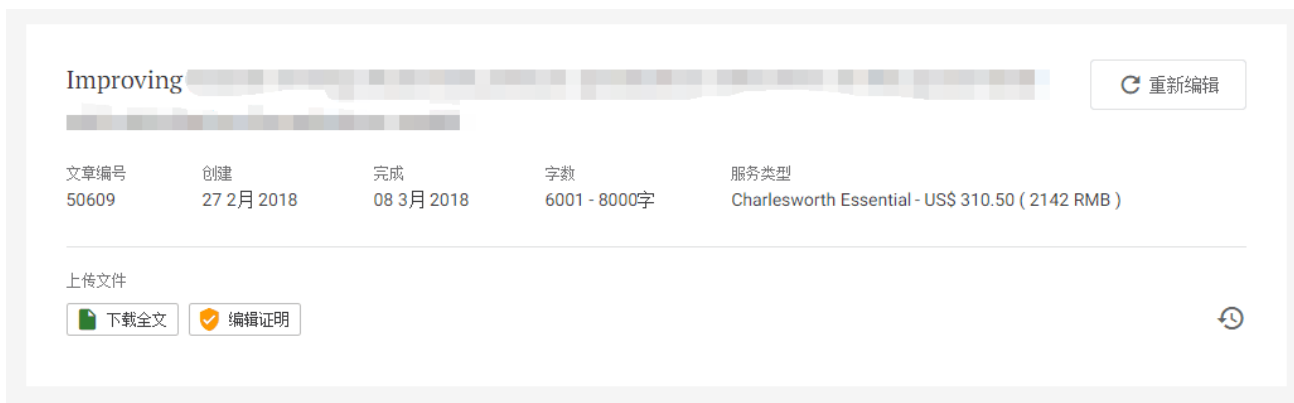 Improving
重新编辑
文章编号 创建 完成 字数 服务类型
50609 27 2月 2018 08 3月 2018 6001 - 8000字 Charlesworth Essential - US$ 310.50 ( 2142 RMB )
上传文件
下载全文 编辑证明